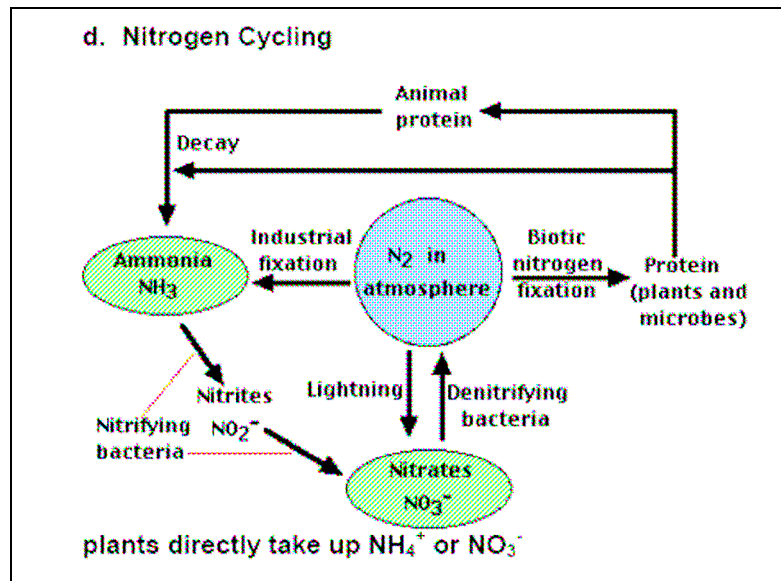 d. Nitrogen Cycling
Animal
protein
Decay
Ammonia
NH₃
Industrial
fixation
N₂ in
atmosphere
Biotic
nitrogen
fixation
Protein
(plants and
microbes)
Nitrites
NO₂⁻
Nitrifying
bacteria
Lightning
Denitrifying
bacteria
Nitrates
NO₃⁻
plants directly take up NH₄⁺ or NO₃⁻